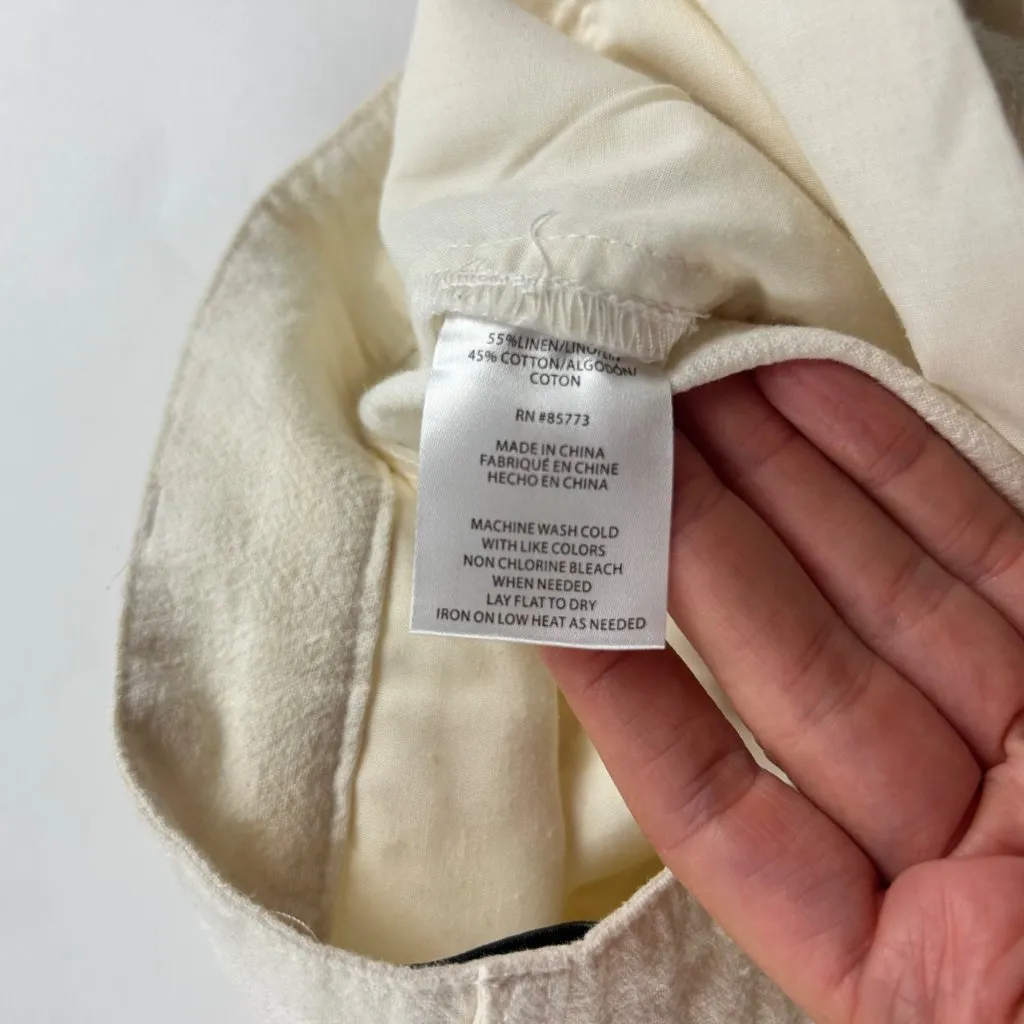 55%LINEN/LINO/LIN
45% COTTON/ALGODÓN/
COTON
RN #85773
MADE IN CHINA
FABRIQUÉ EN CHINE
HECHO EN CHINA
MACHINE WASH COLD
WITH LIKE COLORS
NON CHLORINE BLEACH
WHEN NEEDED
LAY FLAT TO DRY
IRON ON LOW HEAT AS NEEDED